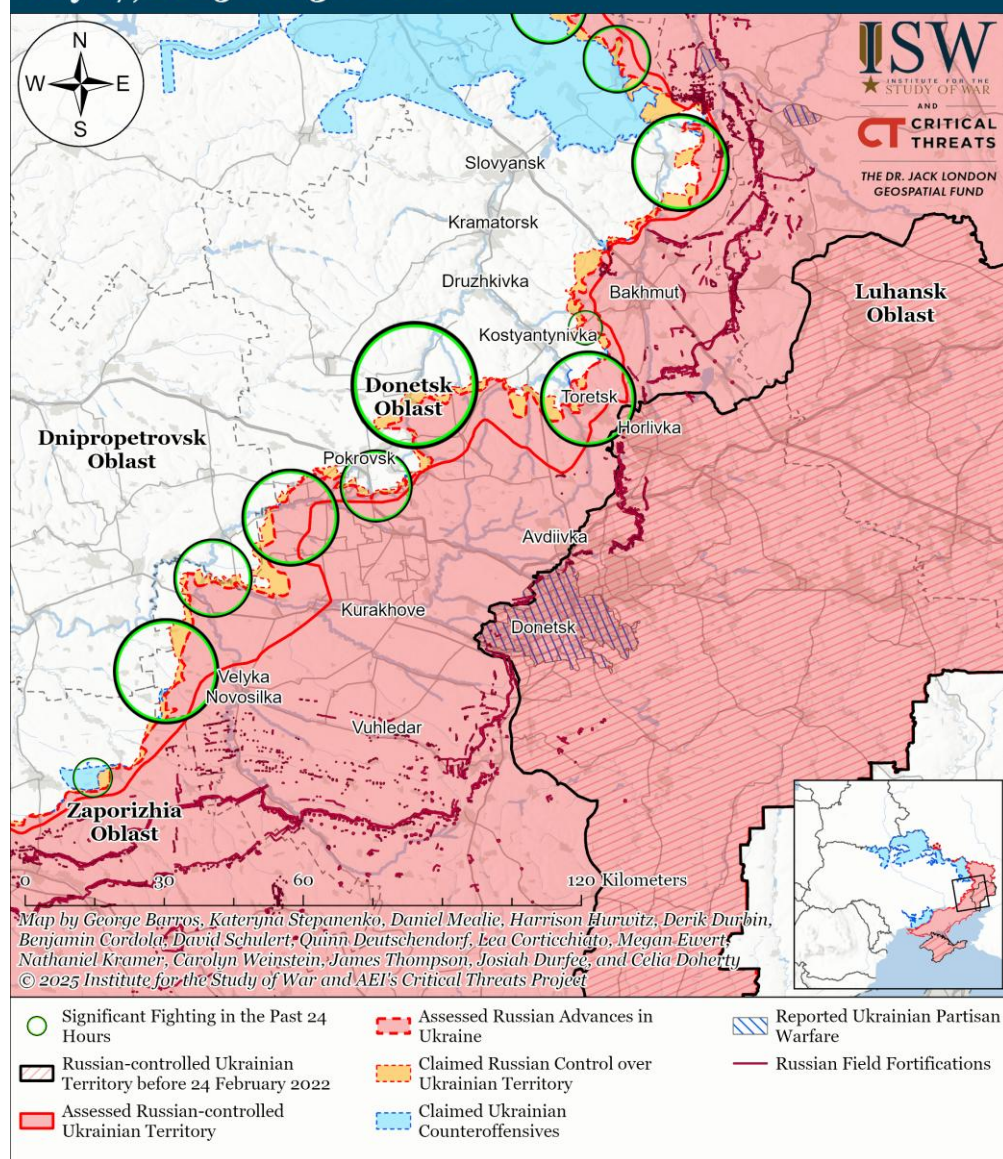 N
W E
S
ISW
INSTITUTE FOR THE
STUDY OF WAR
AND
CT CRITICAL
THREATS
THE DR. JACK LONDON
GEOSPATIAL FUND
Slovyansk
Kramatorsk
Druzhkivka
Bakhmut
Luhansk
Oblast
Kostyantynivka
Donetsk
Oblast
Toretsk
Horlivka
Dnipropetrovsk
Oblast
Pokrovsk
Avdiivka
Kurakhove
Donetsk
Velyka
Novosilka
Vuhledar
Zaporizhia
Oblast
0 30 60 120 Kilometers
Map by George Barros, Kateryna Stepanenko, Daniel Mealie, Harrison Hurwitz, Derik Durbin,
Benjamin Cordola, David Schulert, Quinn Deutschendorf, Lea Corticchiato, Megan Ewert,
Nathaniel Kramer, Carolyn Weinstein, James Thompson, Josiah Durfee, and Celia Doherty
© 2025 Institute for the Study of War and AEI's Critical Threats Project
Significant Fighting in the Past 24
Hours
Russian-controlled Ukrainian
Territory before 24 February 2022
Assessed Russian-controlled
Ukrainian Territory
Assessed Russian Advances in
Ukraine
Claimed Russian Control over
Ukrainian Territory
Claimed Ukrainian
Counteroffensives
Reported Ukrainian Partisan
Warfare
Russian Field Fortifications